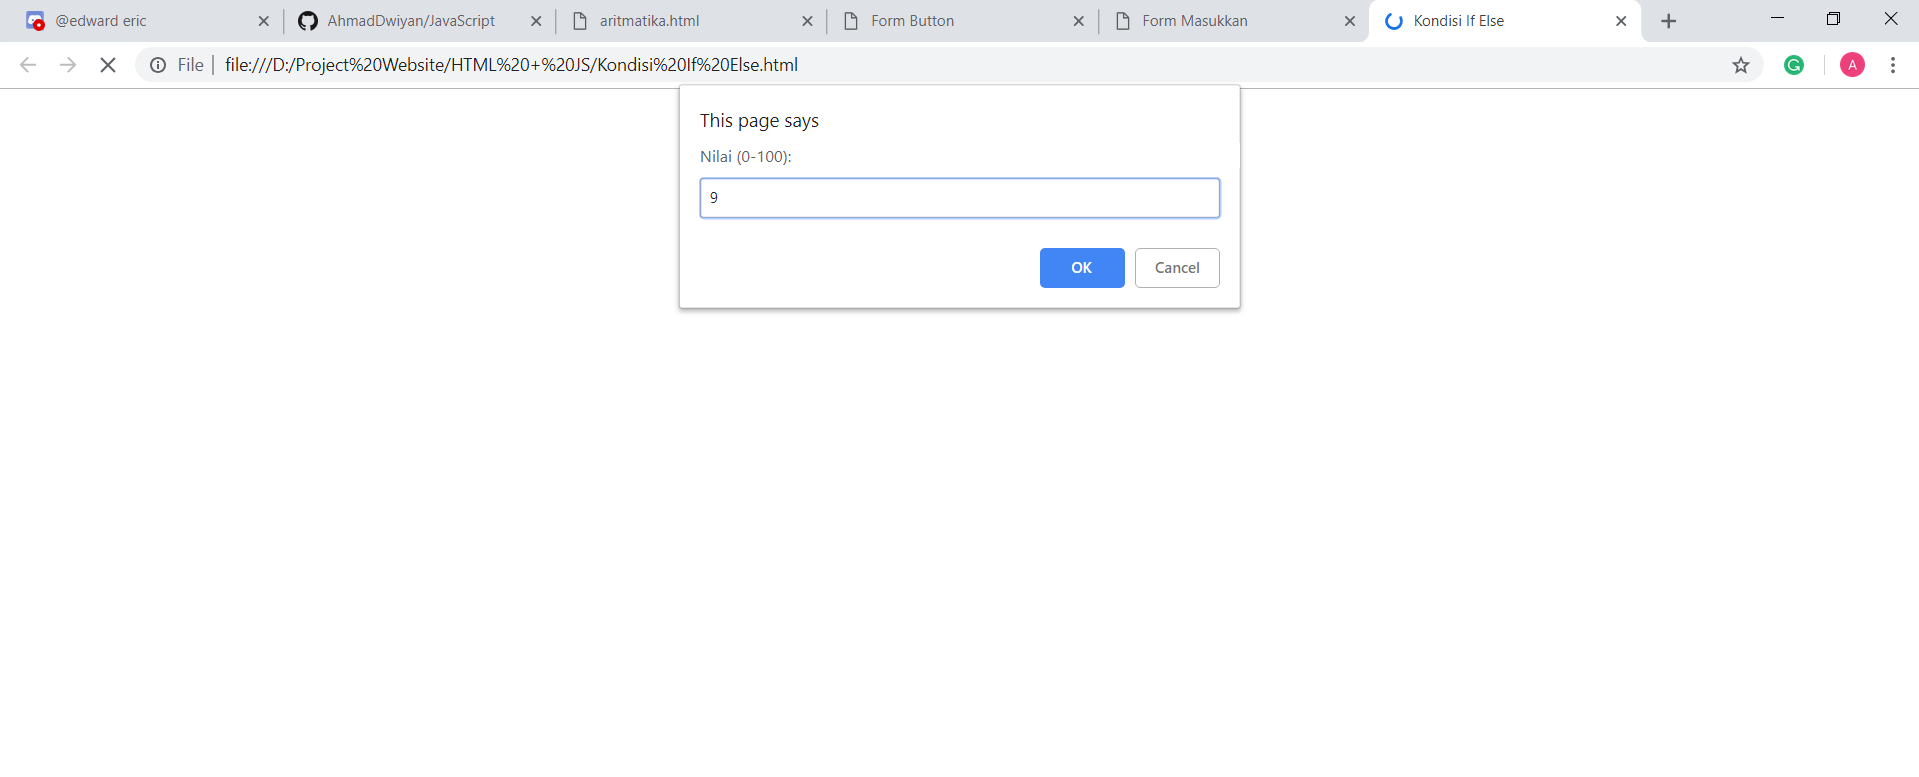 @edward eric
AhmadDwiyan/JavaScript
aritmatika.html
Form Button
Form Masukkan
Kondisi If Else
File
file:///D:/Project%20Website/HTML%20+%20JS/Kondisi%20If%20Else.html
A
This page says
Nilai (0-100):
9
OK
Cancel